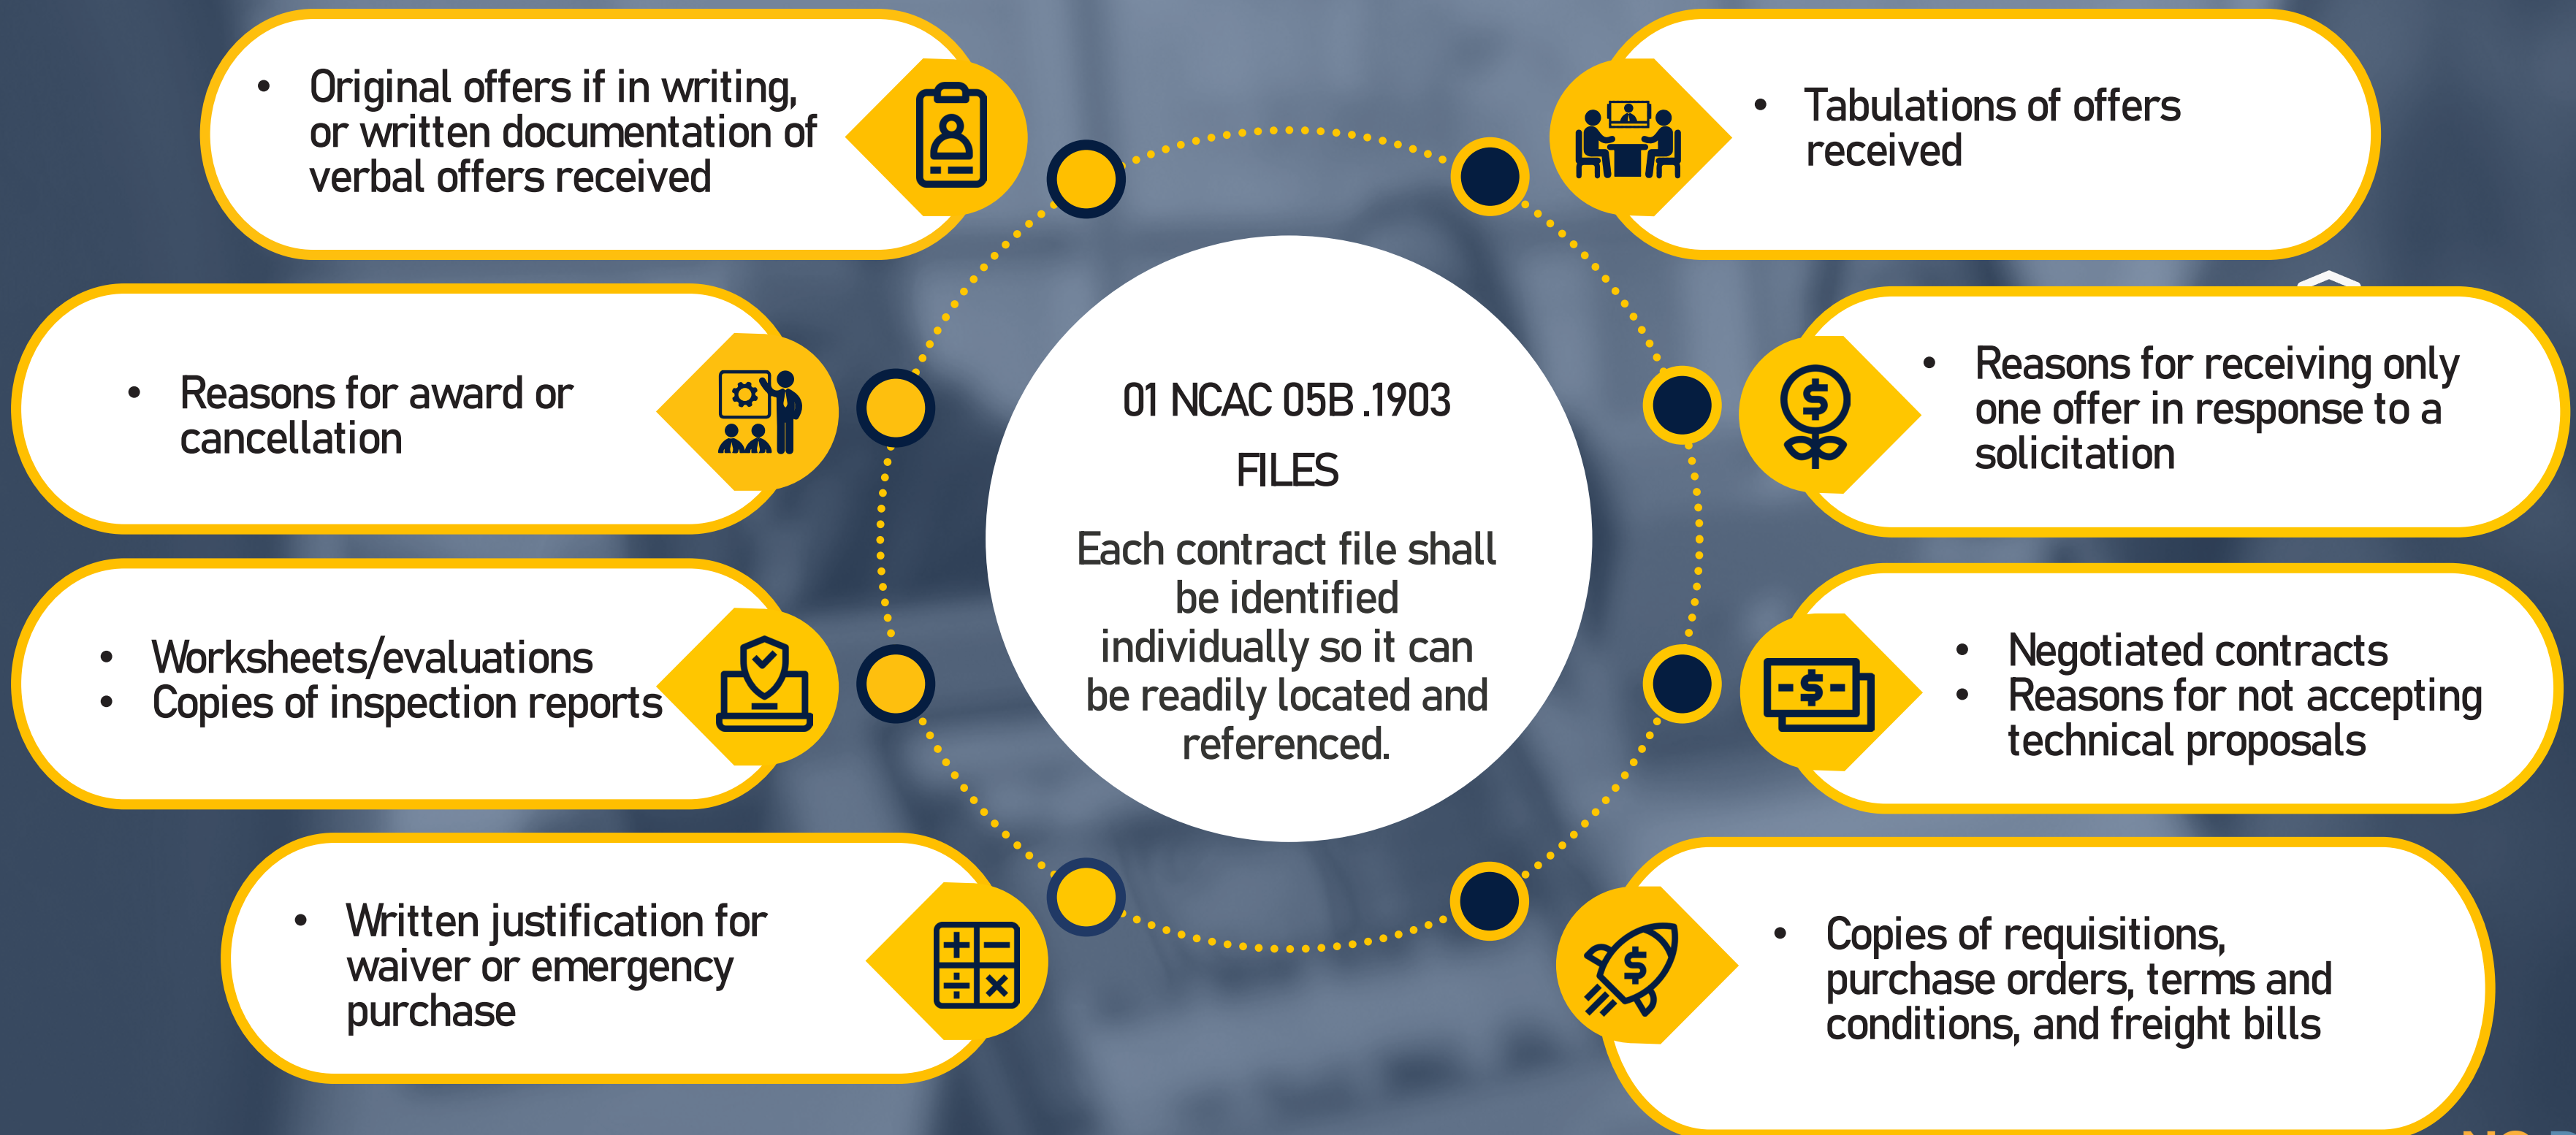 • Original offers if in writing,
or written documentation of
verbal offers received
• Reasons for award or
cancellation
• Worksheets/evaluations
• Copies of inspection reports
• Written justification for
waiver or emergency
purchase
01 NCAC 05B .1903
FILES
Each contract file shall
be identified
individually so it can
be readily located and
referenced.
• Tabulations of offers
received
• Reasons for receiving only
one offer in response to a
solicitation
• Negotiated contracts
• Reasons for not accepting
technical proposals
• Copies of requisitions,
purchase orders, terms and
conditions, and freight bills